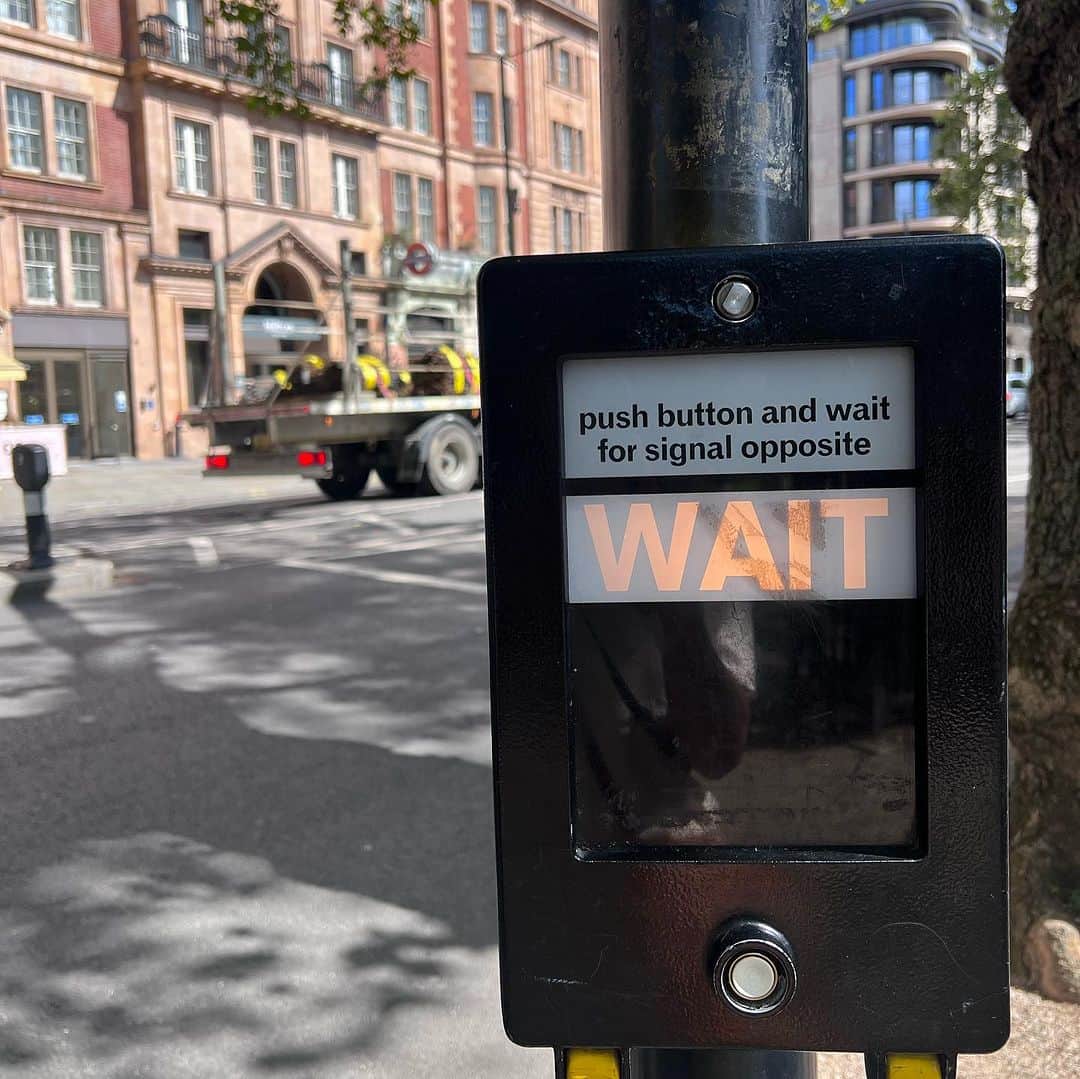 push button and wait
for signal opposite
WAIT